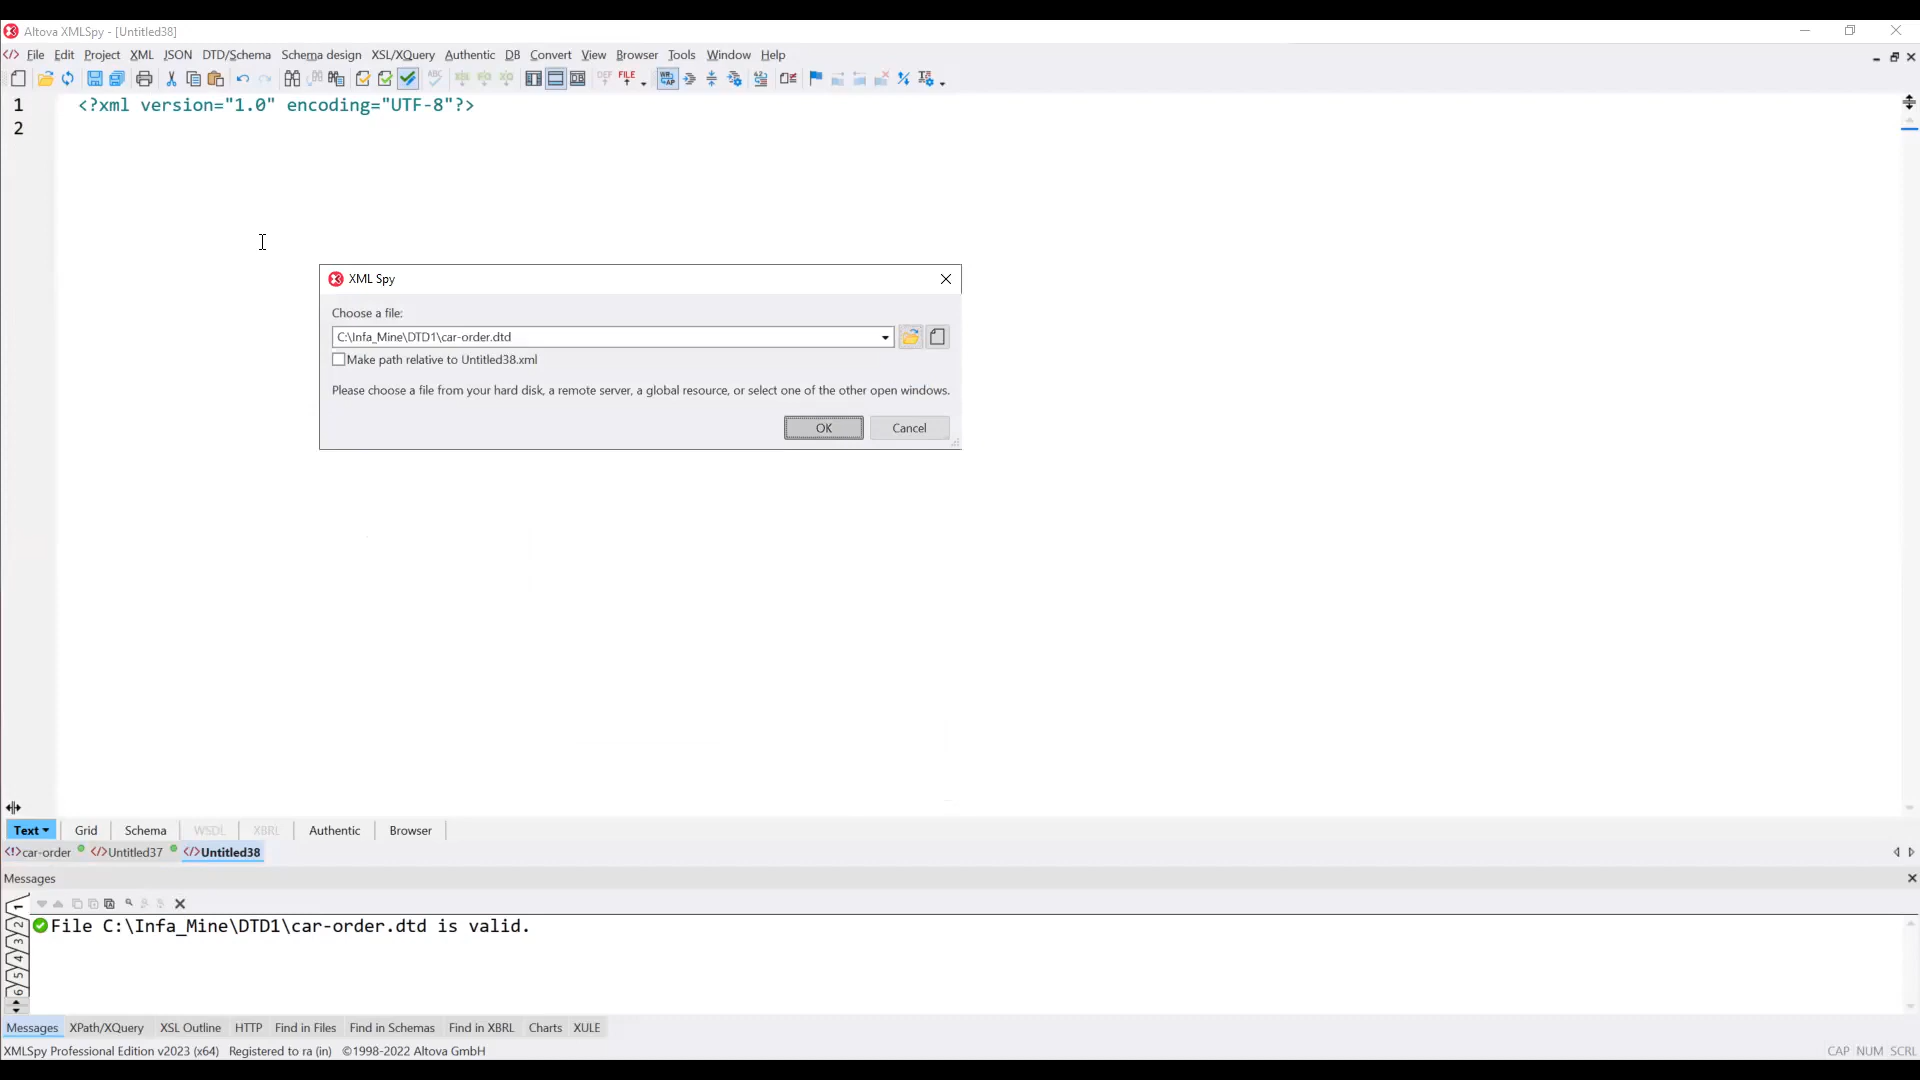 Altova XMLSpy - [Untitled38]
File Edit Project XML JSON DTD/Schema Schema design XSL/XQuery Authentic DB Convert View Browser Tools Window Help
1 <?xml version="1.0" encoding="UTF-8"?>
2
XML Spy
Choose a file:
C:\Infa_Mine\DTD1\car-order.dtd
Make path relative to Untitled38.xml
Please choose a file from your hard disk, a remote server, a global resource, or select one of the other open windows.
OK Cancel
Text Grid Schema WSDL XBRL Authentic Browser
car-order Untitled37 Untitled38
Messages
1
2
3
4
5
6
File C:\Infa_Mine\DTD1\car-order.dtd is valid.
Messages XPath/XQuery XSL Outline HTTP Find in Files Find in Schemas Find in XBRL Charts XULE
XMLSpy Professional Edition v2023 (x64) Registered to ra (in) ©1998-2022 Altova GmbH CAP NUM SCRL